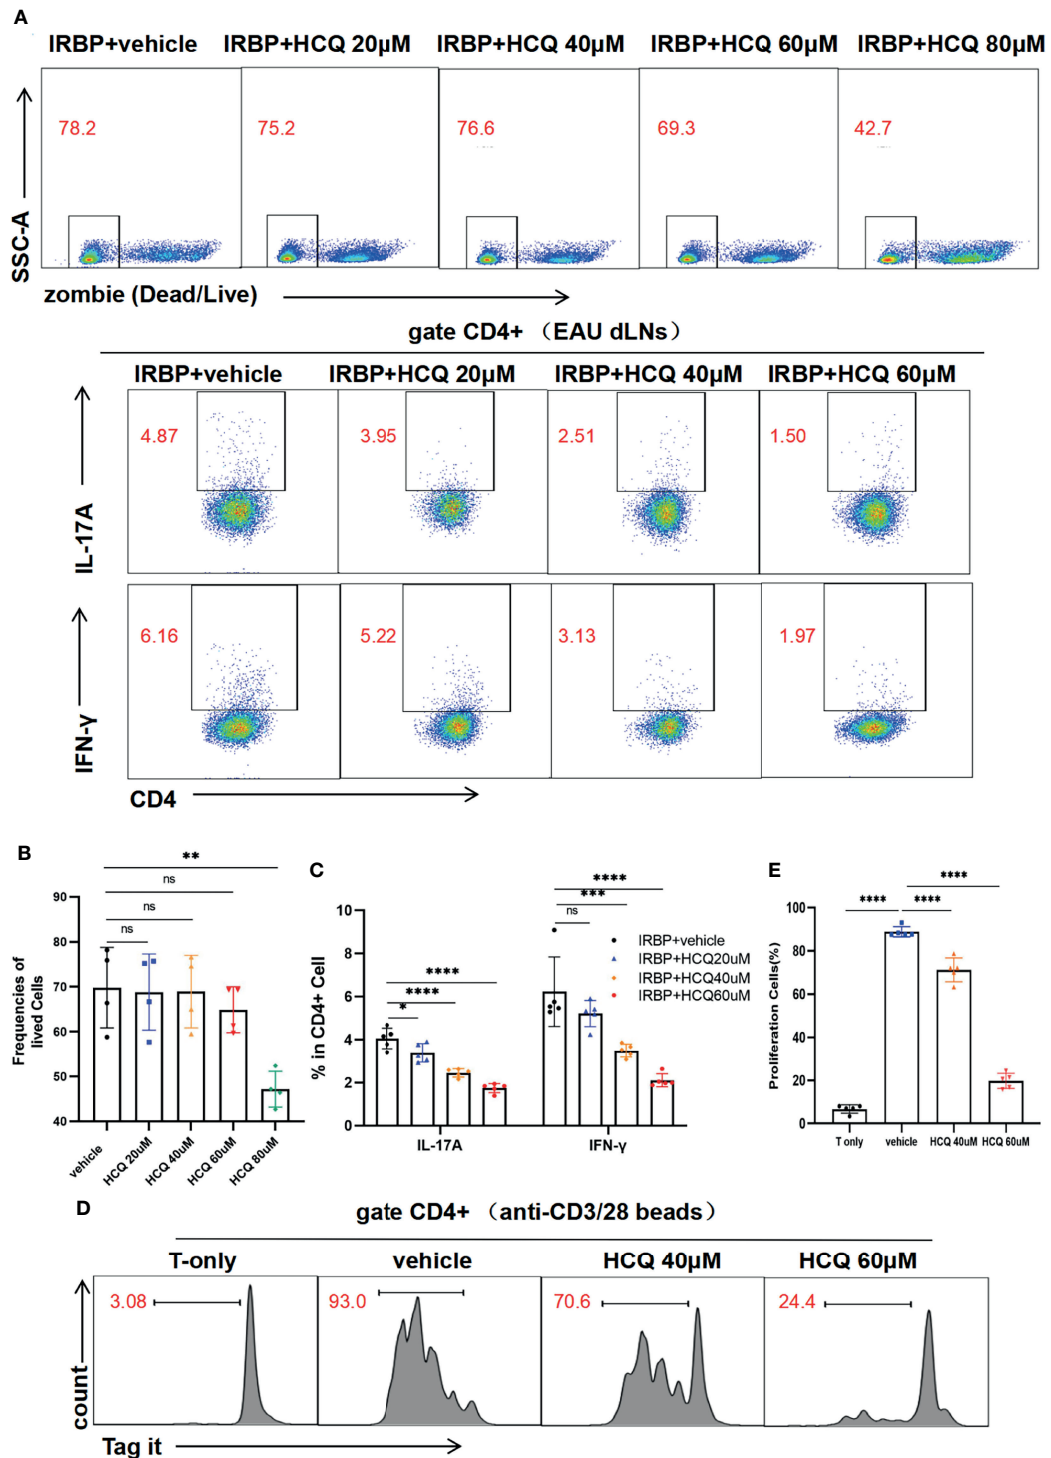 A
IRBP+vehicle IRBP+HCQ 20μM IRBP+HCQ 40μM IRBP+HCQ 60μM IRBP+HCQ 80μM
78.2 75.2 76.6 69.3 42.7
SSC-A
zombie (Dead/Live)
gate CD4+ （EAU dLNs）
IRBP+vehicle IRBP+HCQ 20μM IRBP+HCQ 40μM IRBP+HCQ 60μM
4.87 3.95 2.51 1.50
IL-17A
6.16 5.22 3.13 1.97
IFN-γ
CD4
B
**
ns
ns
ns
90
80
70
60
50
40
Frequencies of
lived Cells
vehicle HCQ 20uM HCQ 40uM HCQ 60uM HCQ 80uM
C
****
***
ns
****
****
*
IRBP+vehicle
IRBP+HCQ20uM
IRBP+HCQ40uM
IRBP+HCQ60uM
10
8
6
4
2
0
% in CD4+ Cell
IL-17A IFN-γ
E
****
**** ****
100
80
60
40
20
0
Proliferation Cells(%)
T only vehicle HCQ 40uM HCQ 60uM
D
gate CD4+ （anti-CD3/28 beads）
T-only vehicle HCQ 40μM HCQ 60μM
3.08 93.0 70.6 24.4
count
Tag it